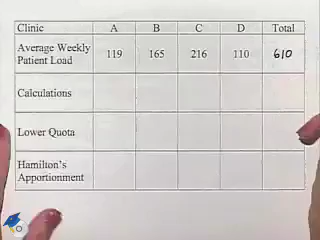 Clinic A B C D Total
Average Weekly
Patient Load 119 165 216 110 610
Calculations
Lower Quota
Hamilton's
Apportionment